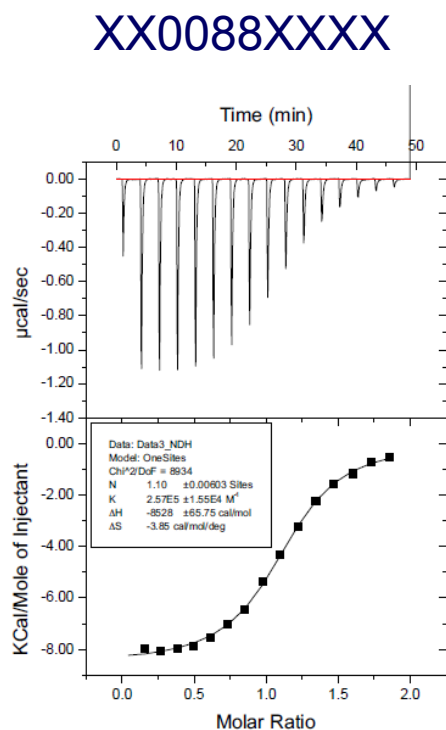 XX0088XXXX
Time (min)
0 10 20 30 40 50
0.00
-0.20
-0.40
-0.60
-0.80
-1.00
-1.20
-1.40
µcal/sec
0.00
-2.00
-4.00
-6.00
-8.00
KCal/Mole of Injectant
Data: Data3_NDH
Model: OneSites
Chi^2/DoF = 8934
N 1.10 ±0.00603 Sites
K 2.57E5 ±1.55E4 M⁻¹
ΔH -8528 ±65.75 cal/mol
ΔS -3.85 cal/mol/deg
0.0 0.5 1.0 1.5 2.0
Molar Ratio